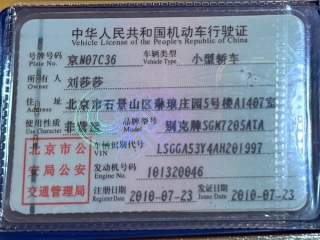 中华人民共和国机动车行驶证
Vehicle License of the People's Republic of China
号牌号码 Plate No. 京N07C36 车辆类型 Vehicle Type 小型轿车
所有人 Owner 刘莎莎
住址 Address 北京市石景山区琳琅庄园5号楼A1407室
使用性质 Use Character 非营运 品牌型号 Model 别克牌SGM7205ATA
北京市公安局公安交通管理局
车辆识别代号 VIN LSGGA53Y4AH201997
发动机号码 Engine No. 101320046
注册日期 Register Date 2010-07-23 发证日期 Issue Date 2010-07-23